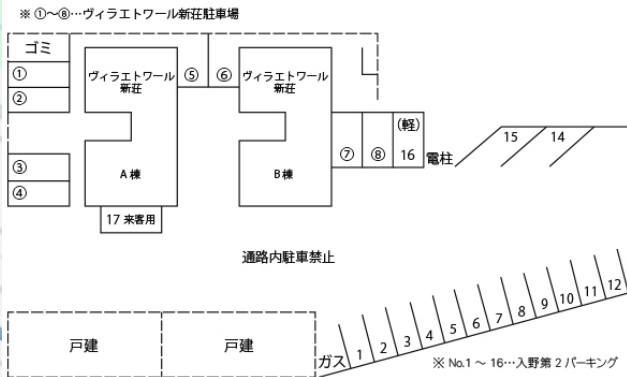 ※ ①～⑧…ヴィラエトワール新荘駐車場
ゴミ
①
②
③
④
ヴィラエトワール
新荘
A 棟
17 来客用
⑤
⑥
ヴィラエトワール
新荘
B 棟
⑦
⑧
(軽)
16
電柱
15
14
通路内駐車禁止
戸建
戸建
ガス
1
2
3
4
5
6
7
8
9
10
11
12
※ No.1 ～ 16…入野第 2 パーキング